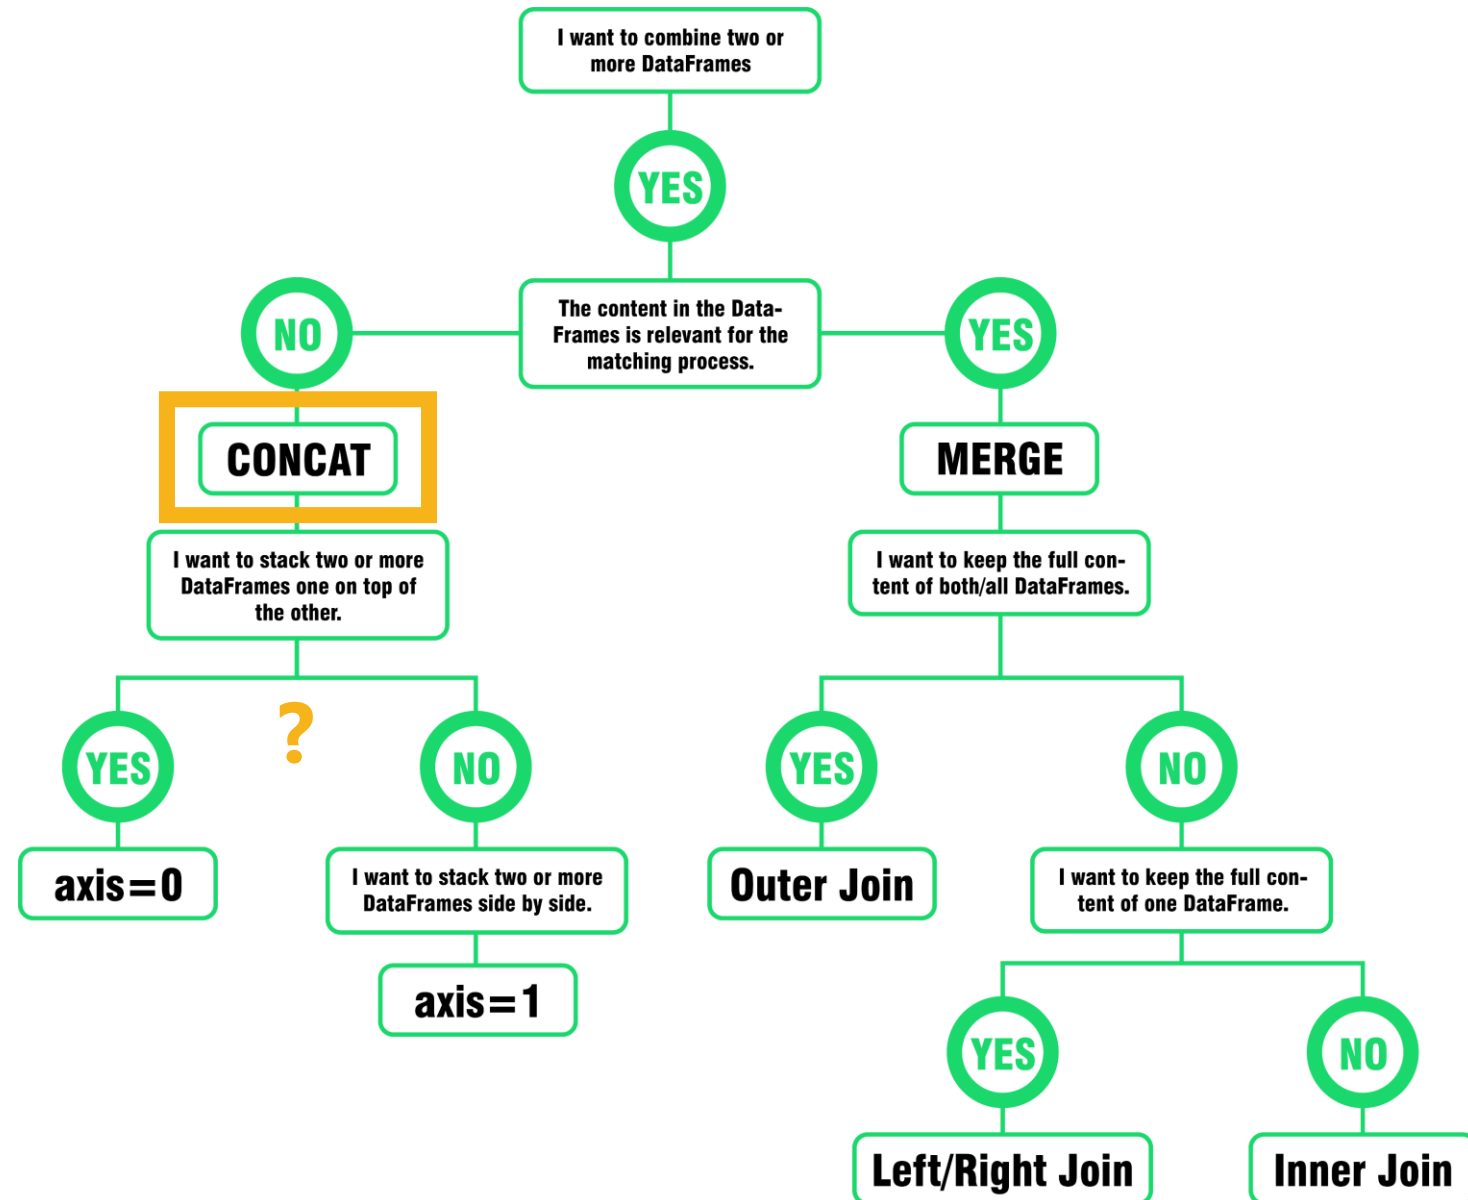 I want to combine two or
more DataFrames
YES
NO
The content in the Data-
Frames is relevant for the
matching process.
YES
CONCAT
MERGE
I want to stack two or more
DataFrames one on top of
the other.
I want to keep the full con-
tent of both/all DataFrames.
YES
?
NO
YES
NO
axis=0
I want to stack two or more
DataFrames side by side.
Outer Join
I want to keep the full con-
tent of one DataFrame.
axis=1
YES
NO
Left/Right Join
Inner Join